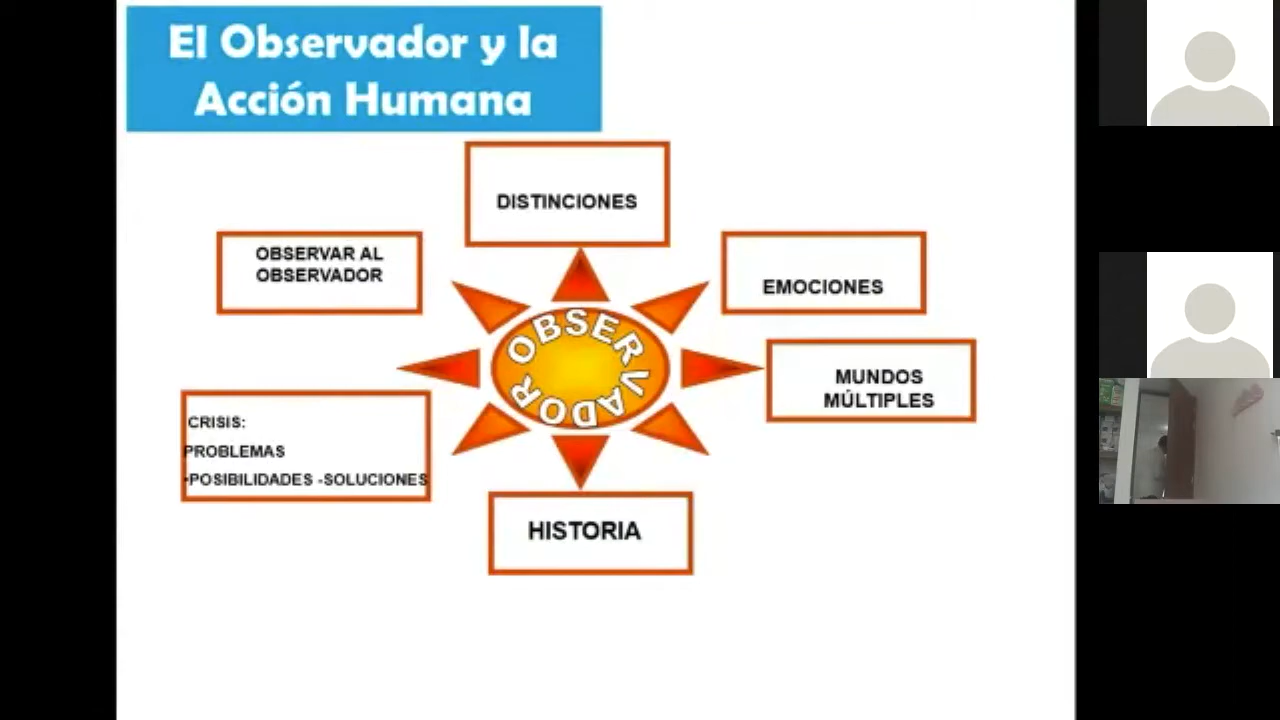 El Observador y la
Acción Humana
DISTINCIONES
OBSERVAR AL
OBSERVADOR
EMOCIONES
OBSERVADOR
MUNDOS
MÚLTIPLES
CRISIS:
PROBLEMAS
•POSIBILIDADES -SOLUCIONES
HISTORIA